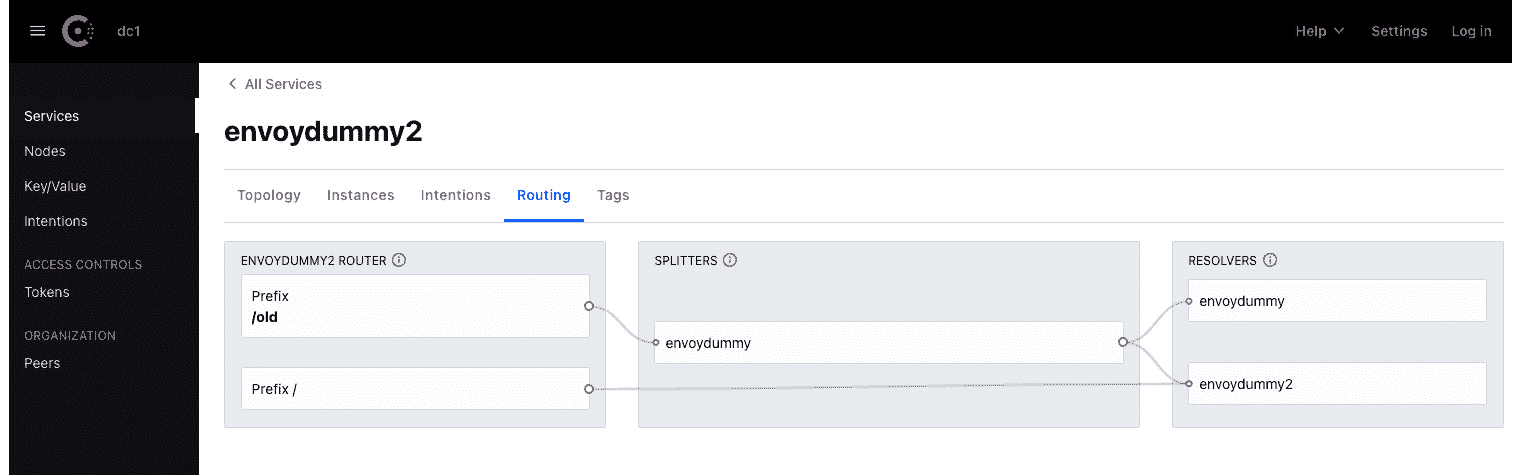 dc1
Help
Settings
Log in
Services
Nodes
Key/Value
Intentions
ACCESS CONTROLS
Tokens
ORGANIZATION
Peers
All Services
envoydummy2
Topology
Instances
Intentions
Routing
Tags
ENVOYDUMMY2 ROUTER
Prefix
/old
Prefix /
SPLITTERS
envoydummy
RESOLVERS
envoydummy
envoydummy2